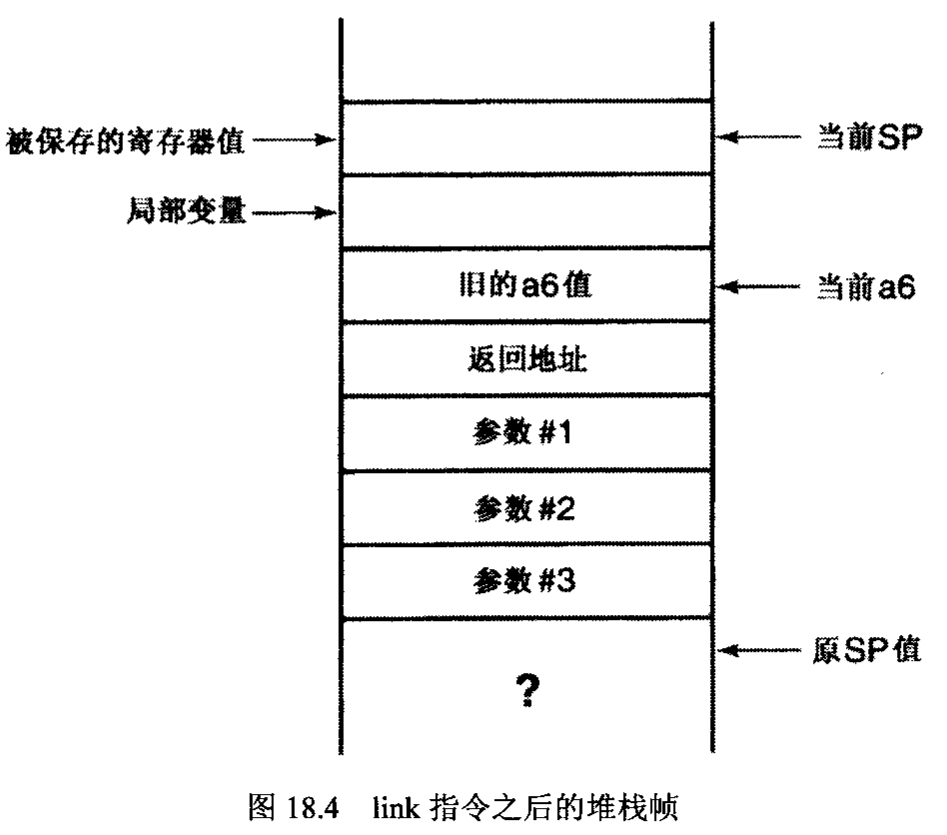 被保存的寄存器值
当前SP
局部变量
旧的a6值
当前a6
返回地址
参数 #1
参数 #2
参数 #3
原SP值
?
图 18.4 link 指令之后的堆栈帧